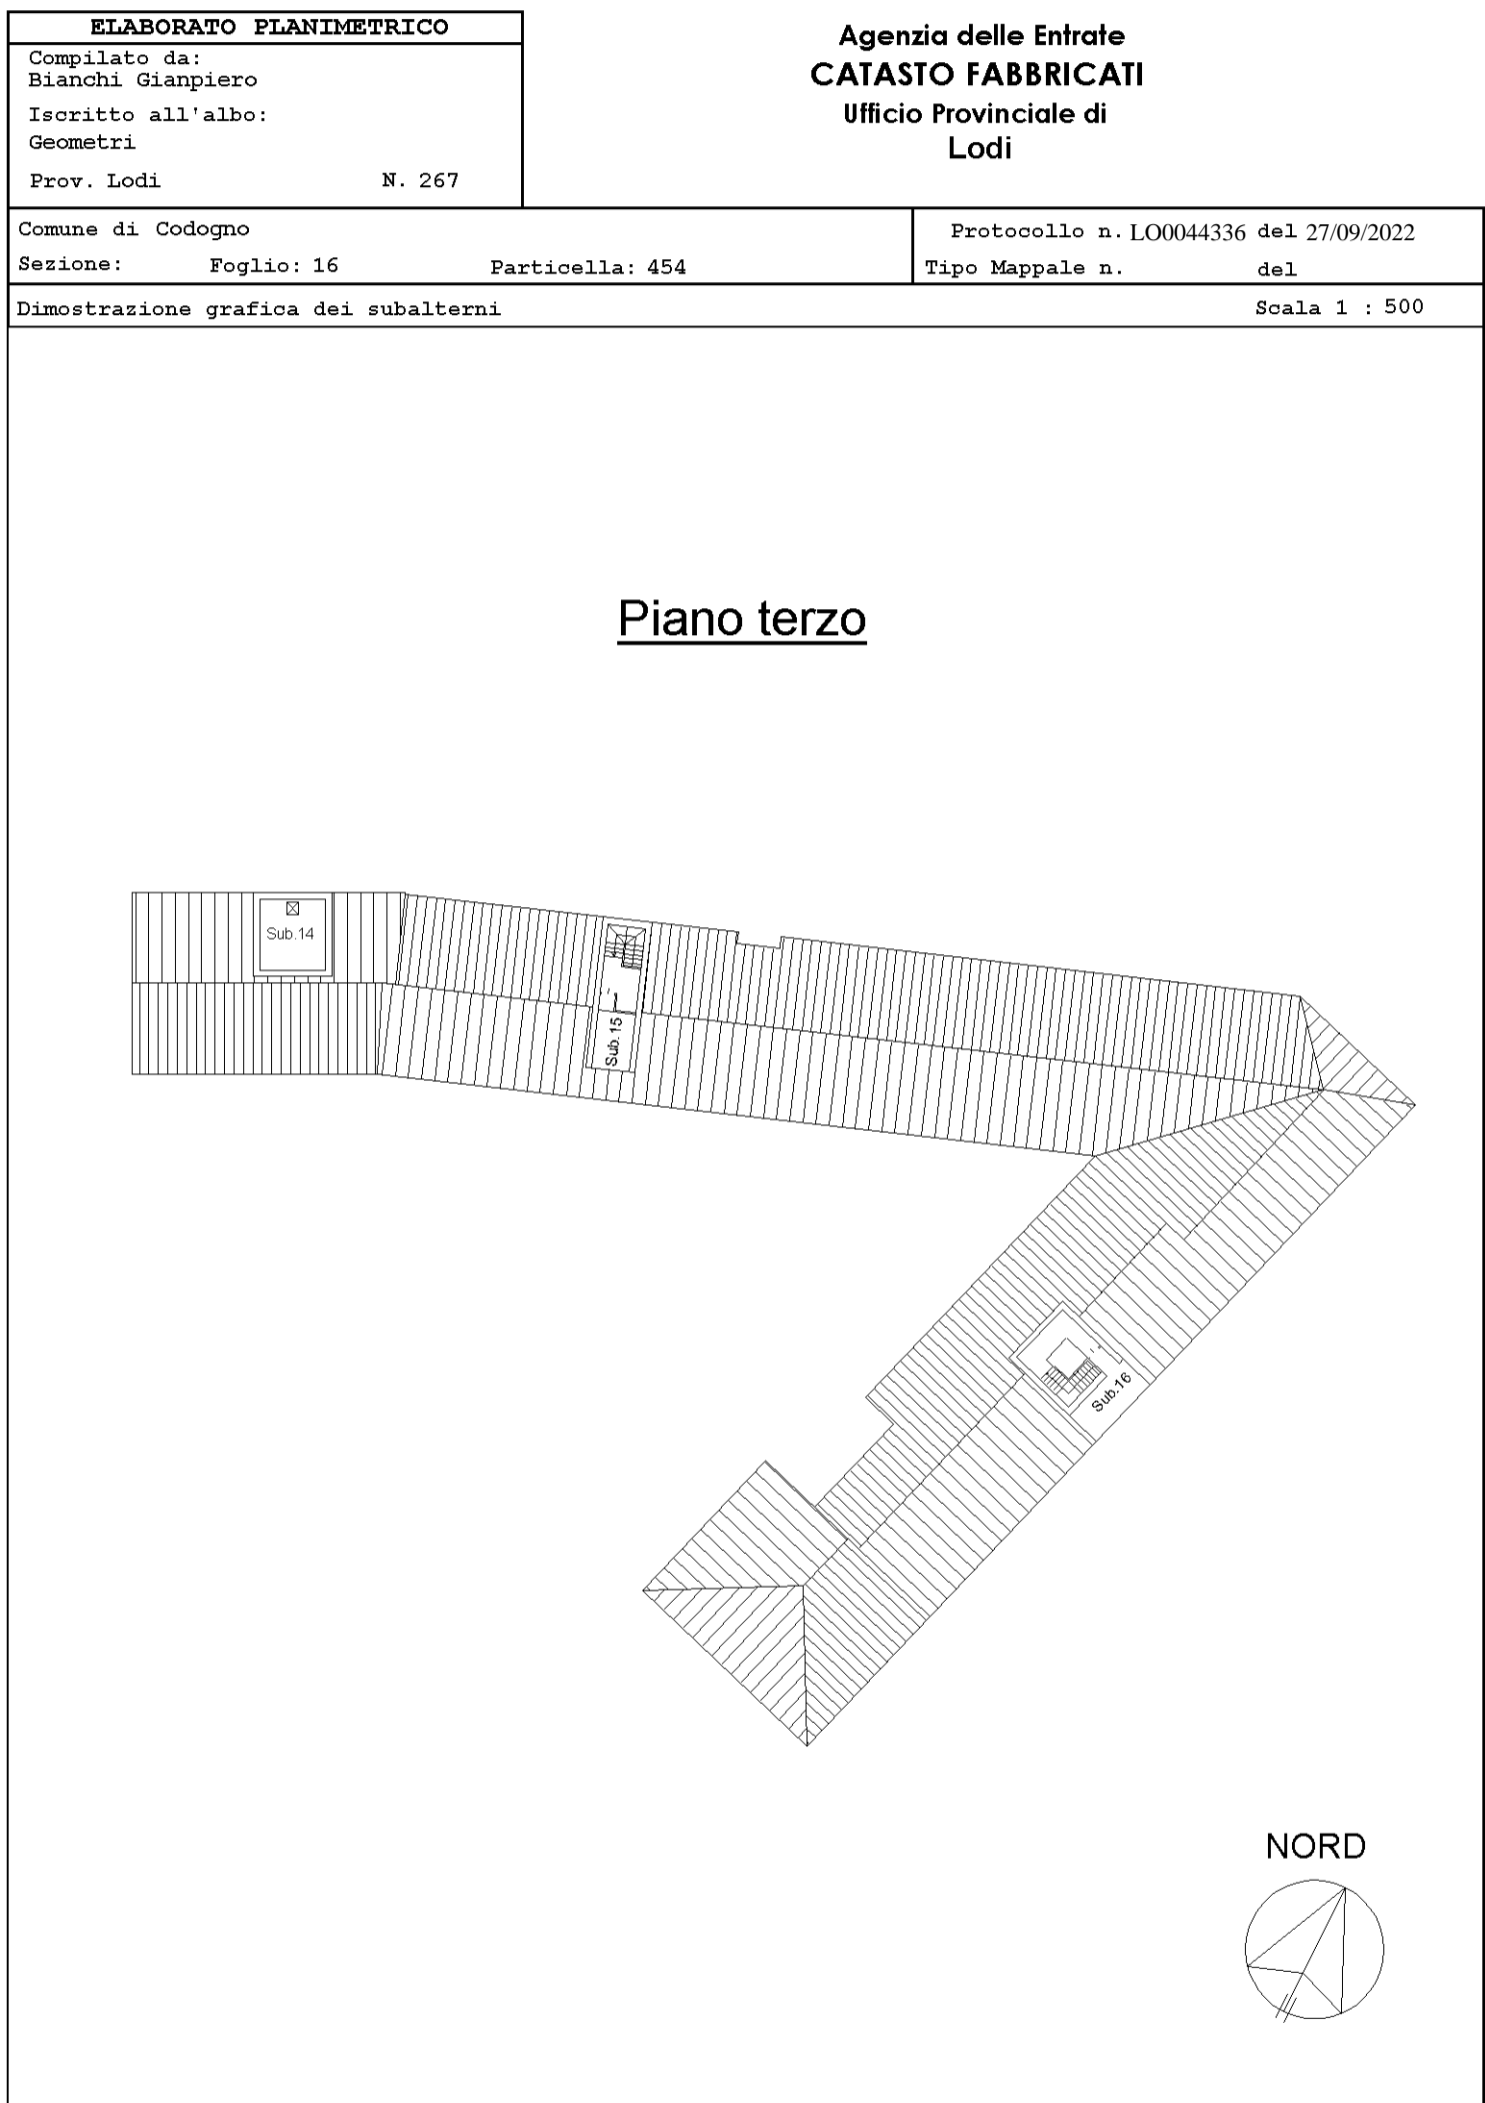 ELABORATO PLANIMETRICO
Compilato da:
Bianchi Gianpiero
Iscritto all'albo:
Geometri
Prov. Lodi N. 267
Agenzia delle Entrate
CATASTO FABBRICATI
Ufficio Provinciale di
Lodi
Comune di Codogno
Sezione: Foglio: 16 Particella: 454
Protocollo n. LO0044336 del 27/09/2022
Tipo Mappale n. del
Dimostrazione grafica dei subalterni Scala 1 : 500
Piano terzo
Sub.14
Sub.15
Sub.16
NORD